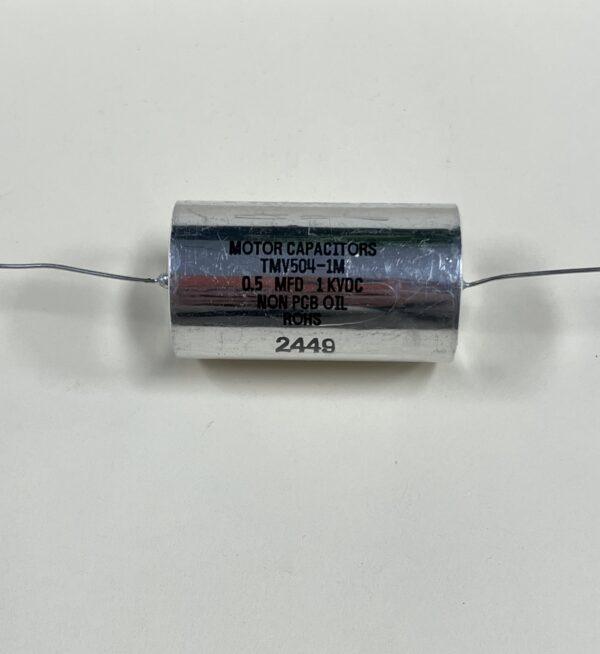 MOTOR CAPACITORS
TMV504-1M
0.5 MFD 1 KVDC
NON PCB OIL
ROHS
2449